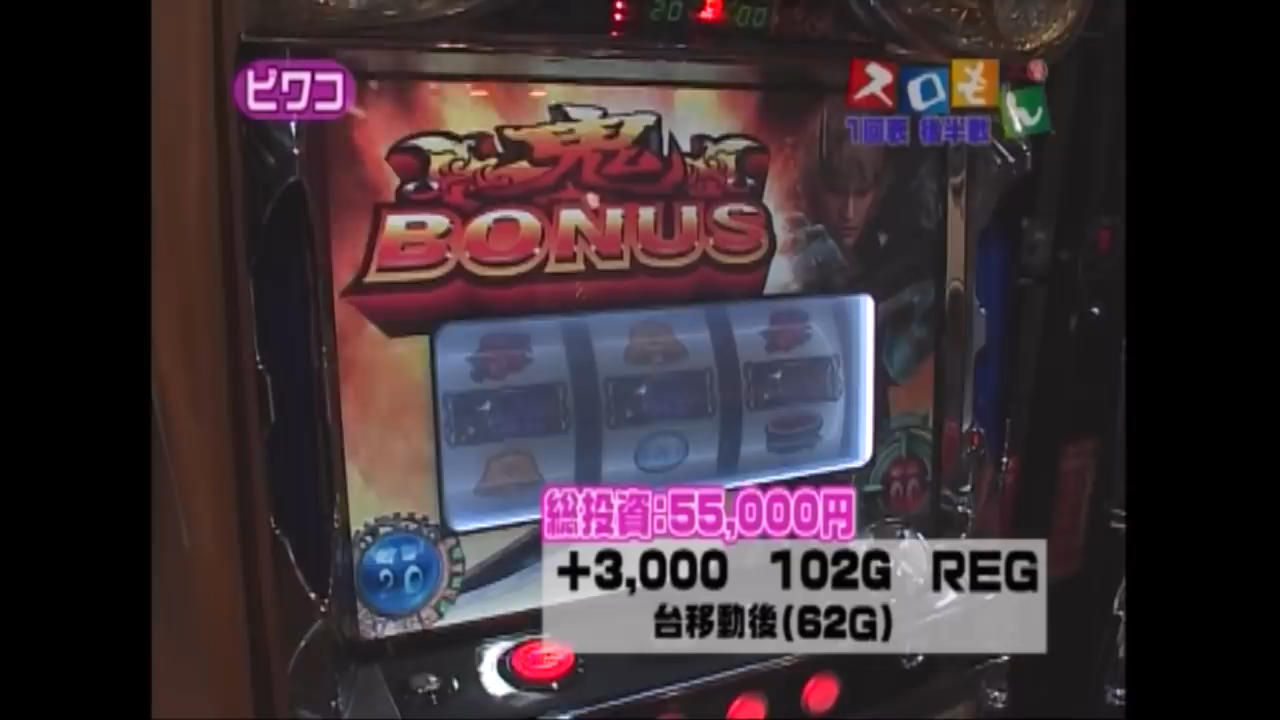 ピワコ
スロもん
1回表 後半戦
鬼
BONUS
20
総投資:55,000円
+3,000 102G REG
台移動後(62G)